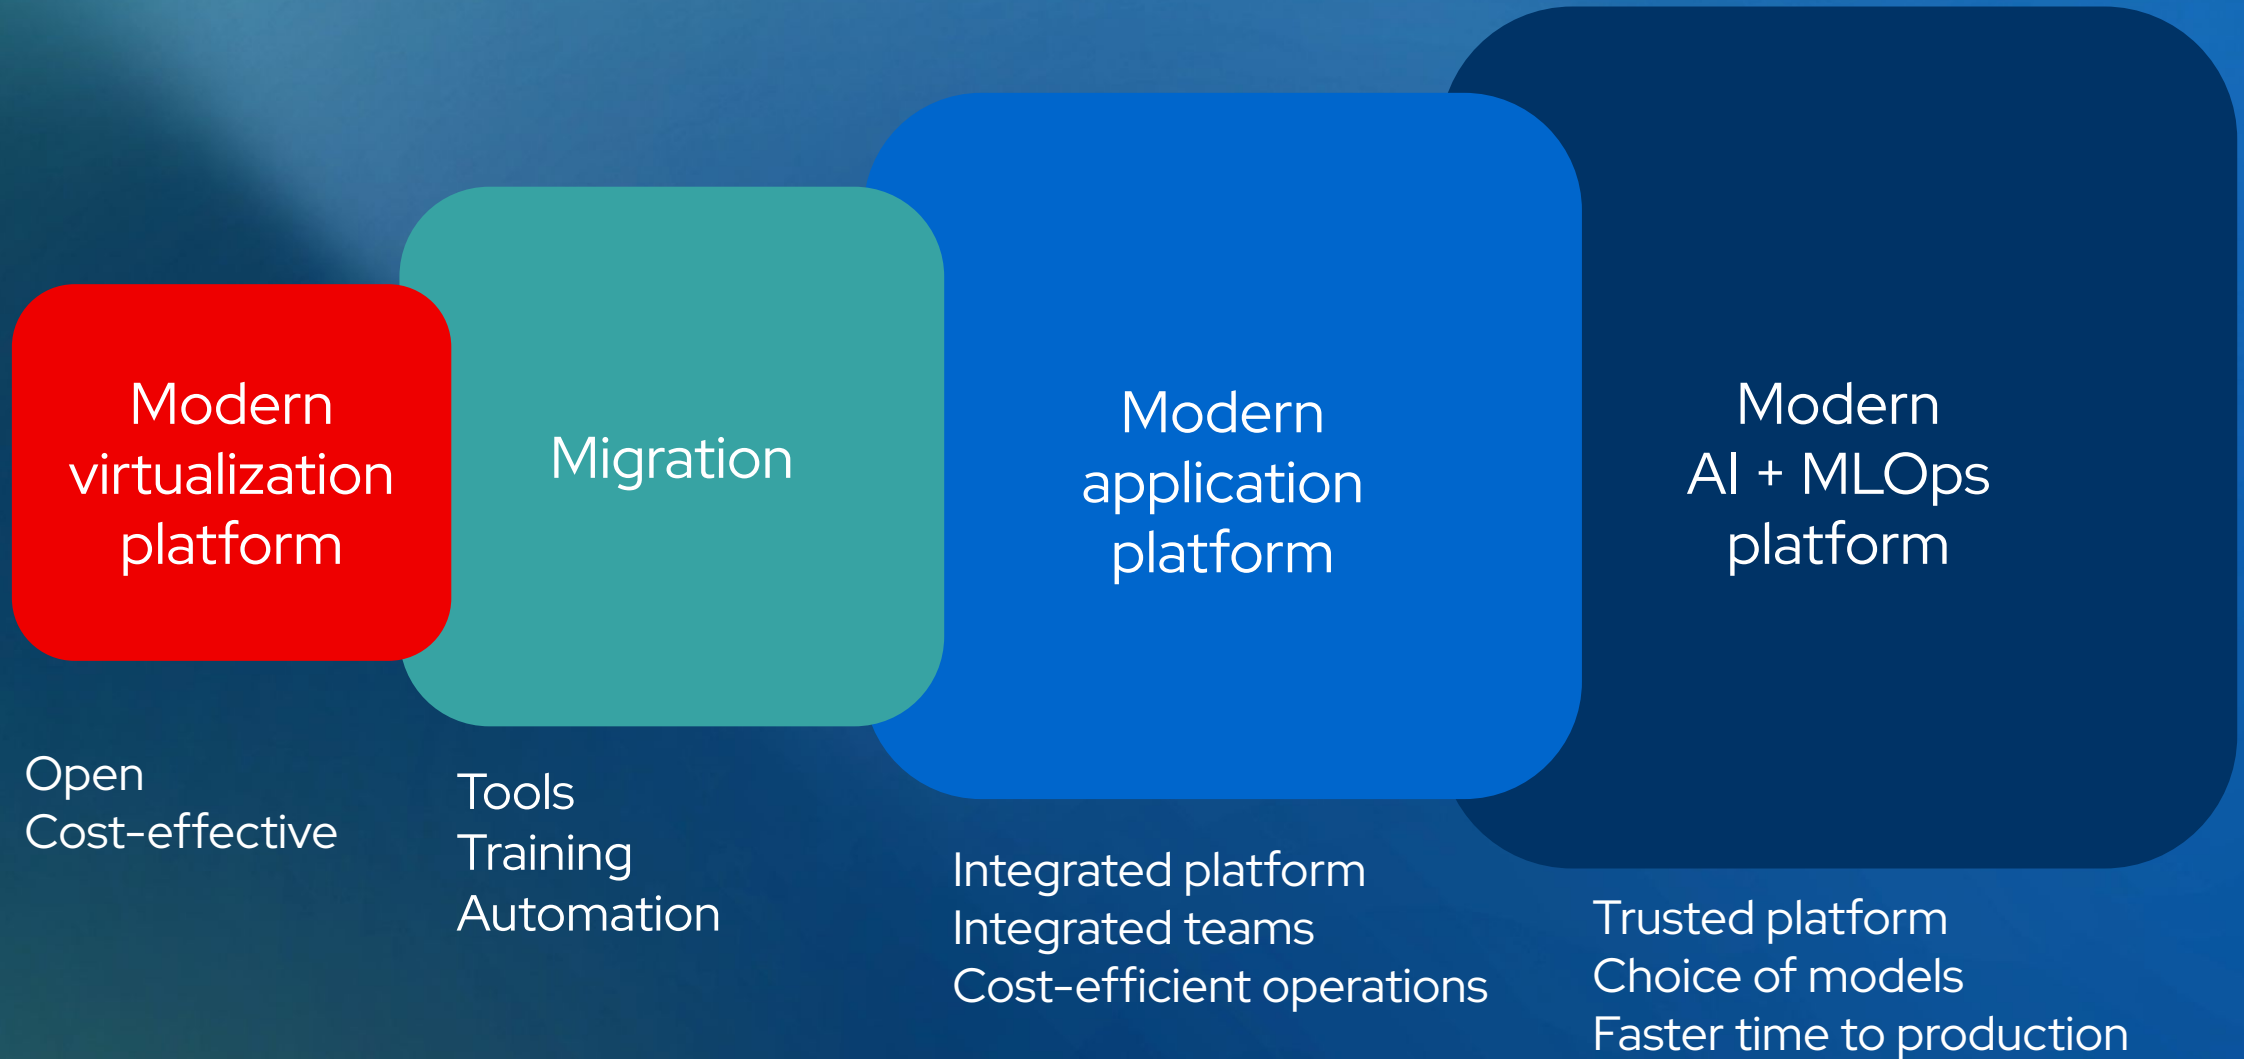 Modern
virtualization
platform
Open
Cost-effective
Migration
Tools
Training
Automation
Modern
application
platform
Integrated platform
Integrated teams
Cost-efficient operations
Modern
AI + MLOps
platform
Trusted platform
Choice of models
Faster time to production